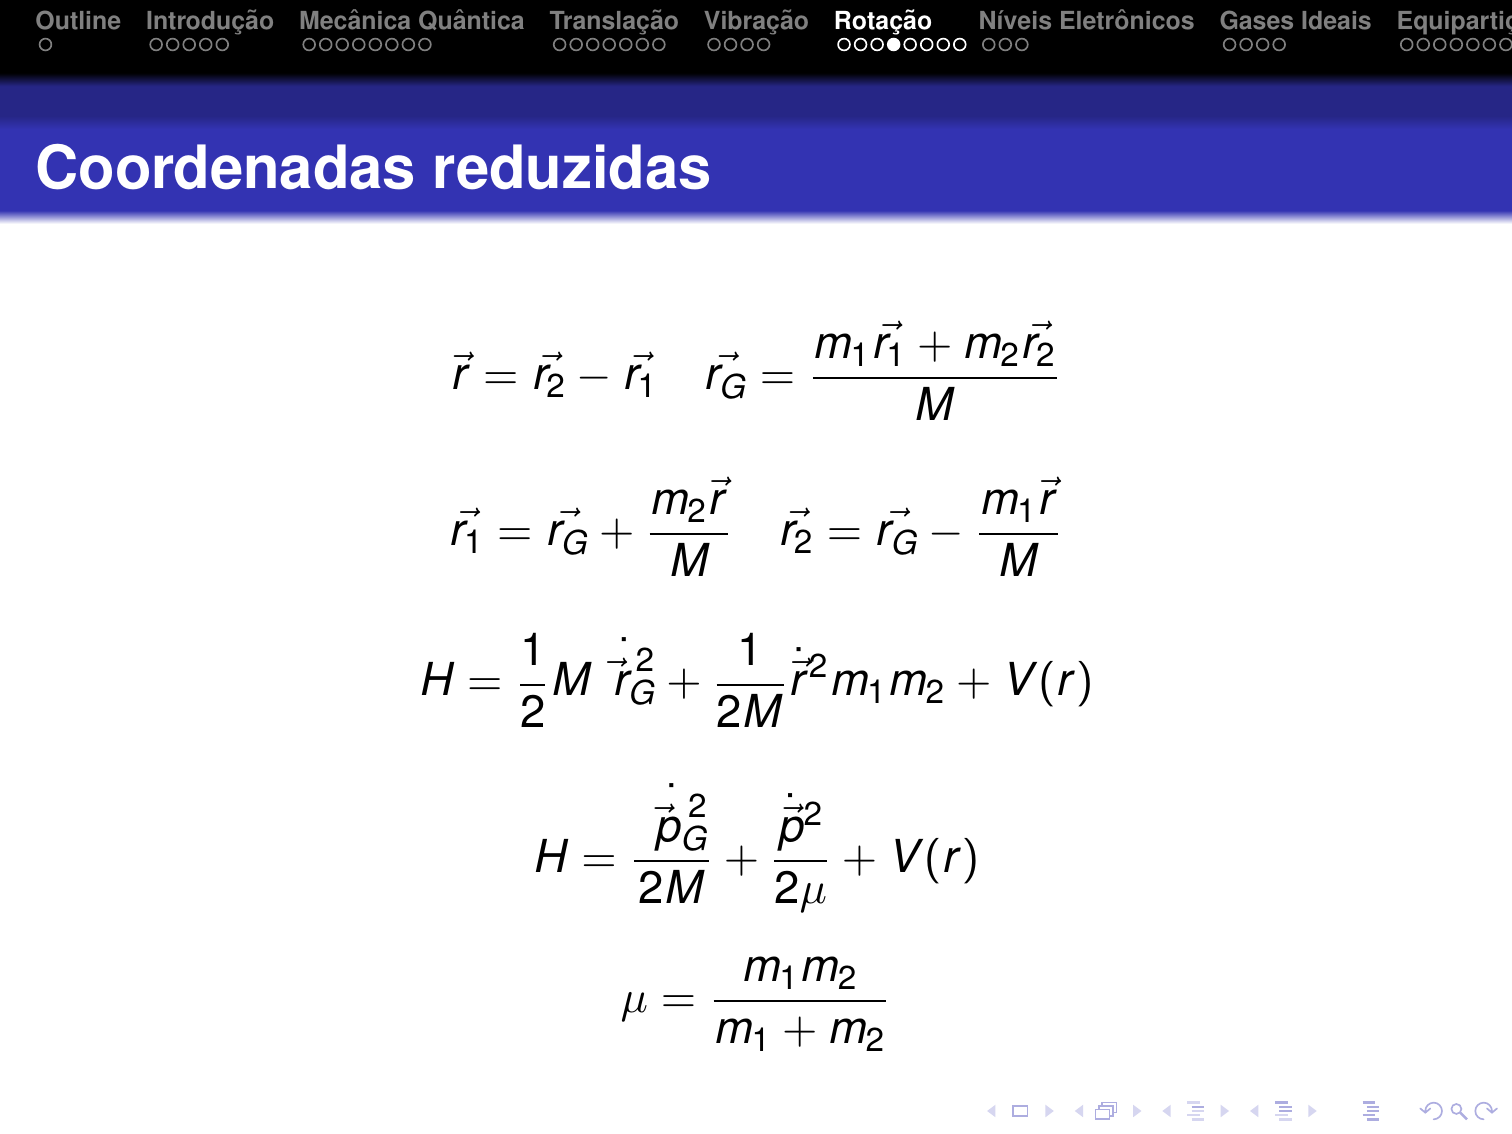 Outline Introdução Mecânica Quântica Translação Vibração Rotação Níveis Eletrônicos Gases Ideais Equipartiç
Coordenadas reduzidas
$\vec{r} = \vec{r_2} - \vec{r_1} \quad \vec{r_G} = \frac{m_1\vec{r_1} + m_2\vec{r_2}}{M}$
$\vec{r_1} = \vec{r_G} + \frac{m_2\vec{r}}{M} \quad \vec{r_2} = \vec{r_G} - \frac{m_1\vec{r}}{M}$
$H = \frac{1}{2}M\,\dot{\vec{r}}_G^{\,2} + \frac{1}{2M}\dot{\vec{r}}^2 m_1 m_2 + V(r)$
$H = \frac{\dot{\vec{p}}_G^{\,2}}{2M} + \frac{\dot{\vec{p}}^2}{2\mu} + V(r)$
$\mu = \frac{m_1 m_2}{m_1 + m_2}$